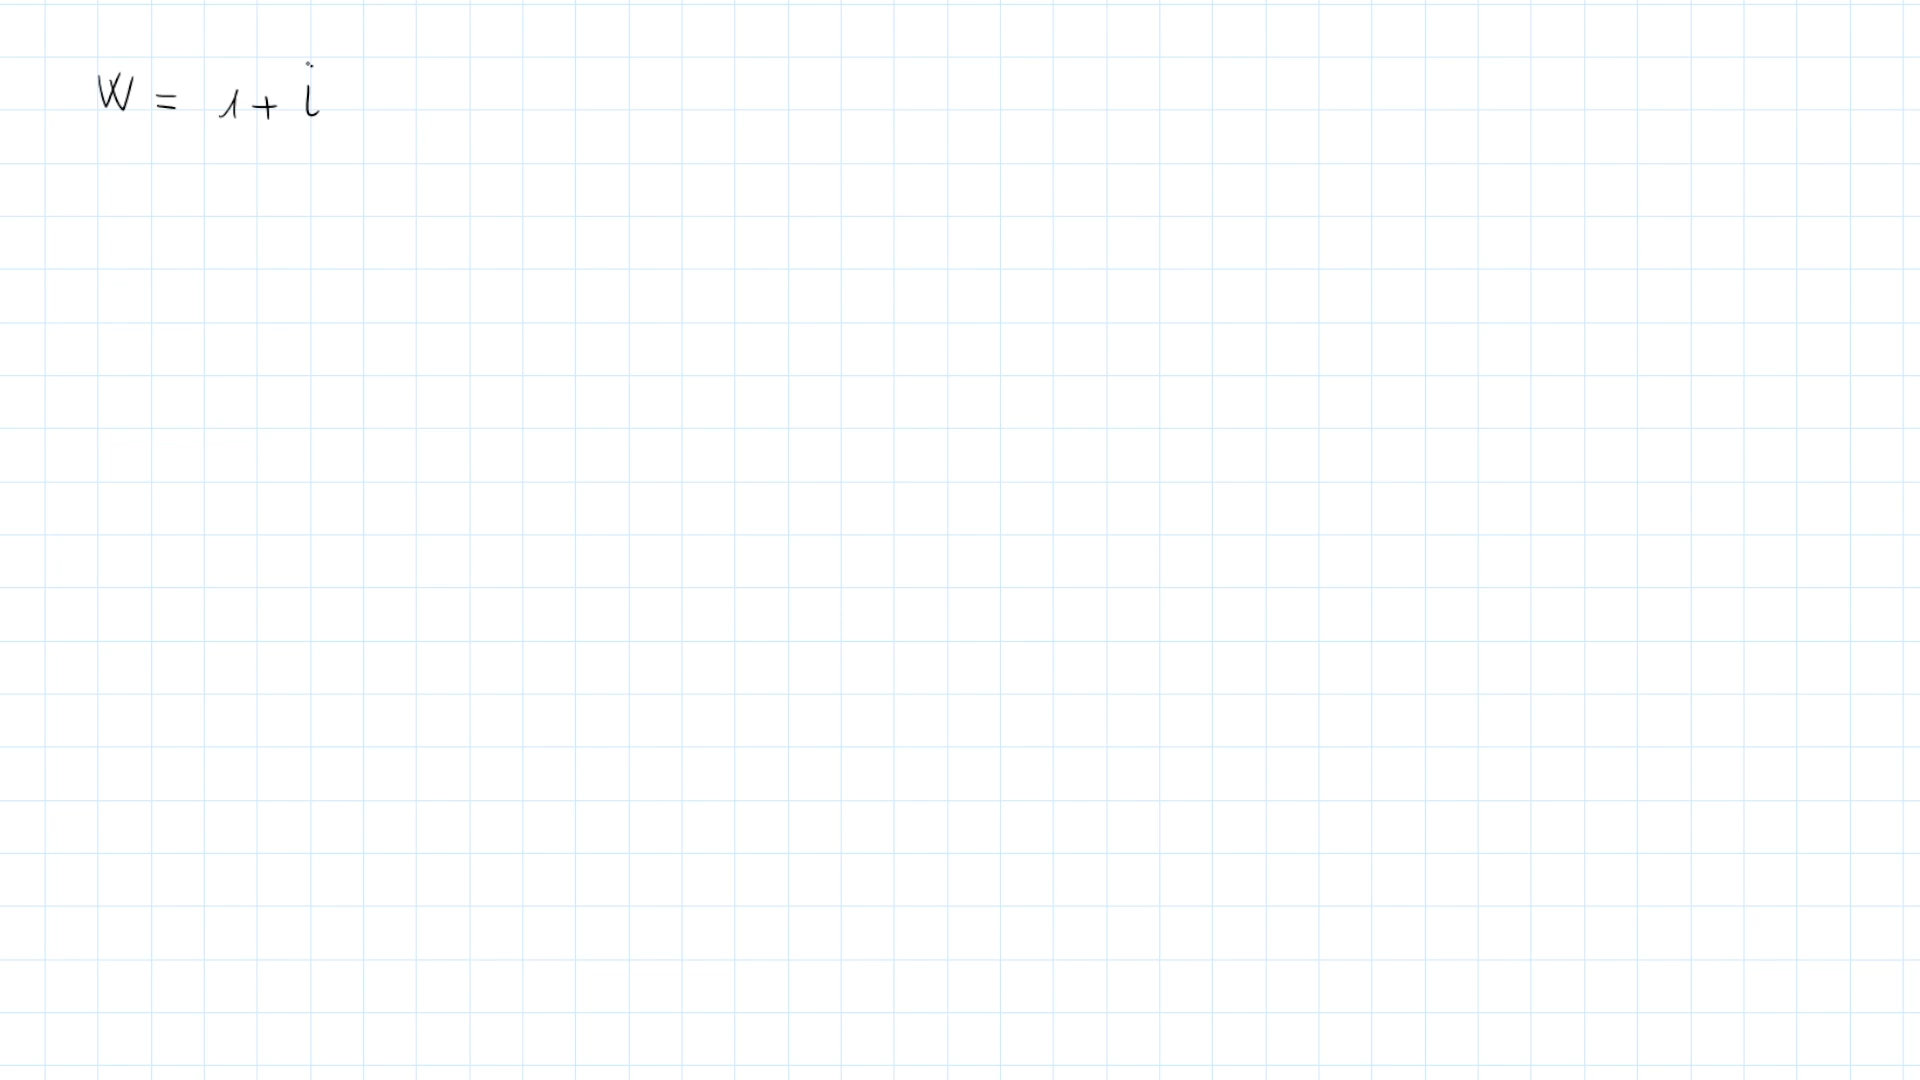 W = 1 + i